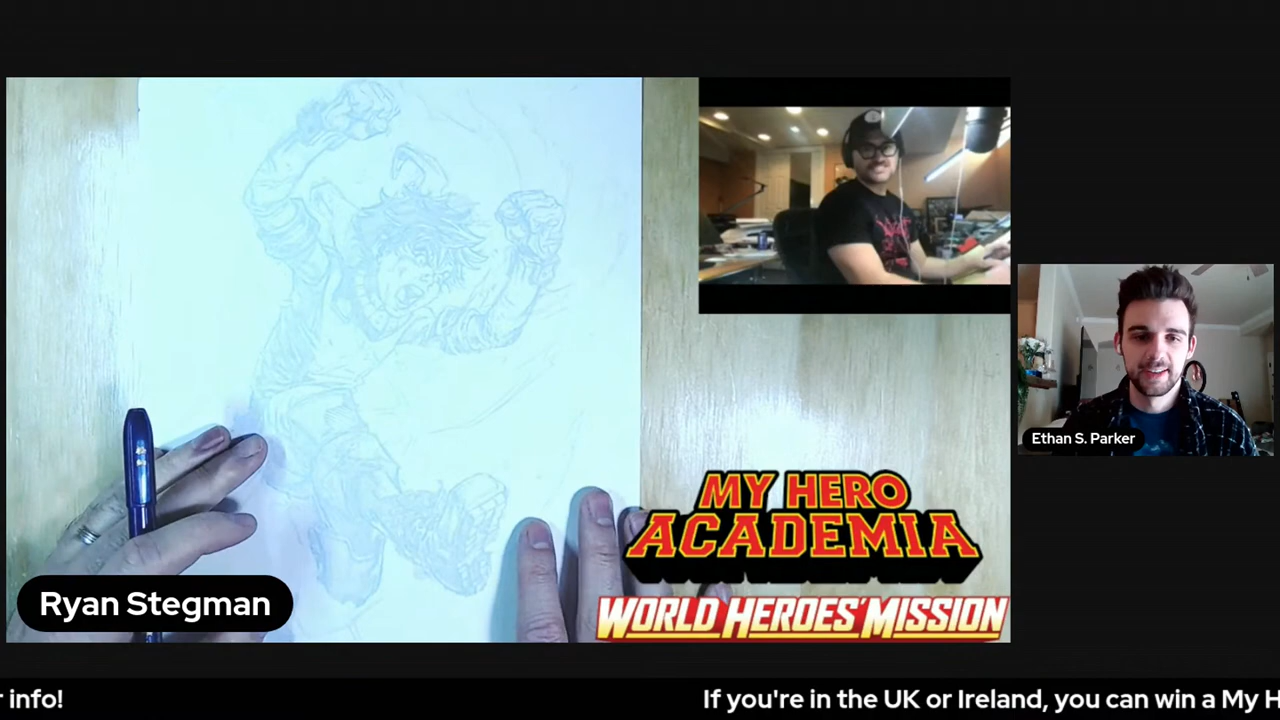 Ethan S. Parker
MY HERO
ACADEMIA
Ryan Stegman
WORLD HEROES' MISSION
r info!
If you're in the UK or Ireland, you can win a My H